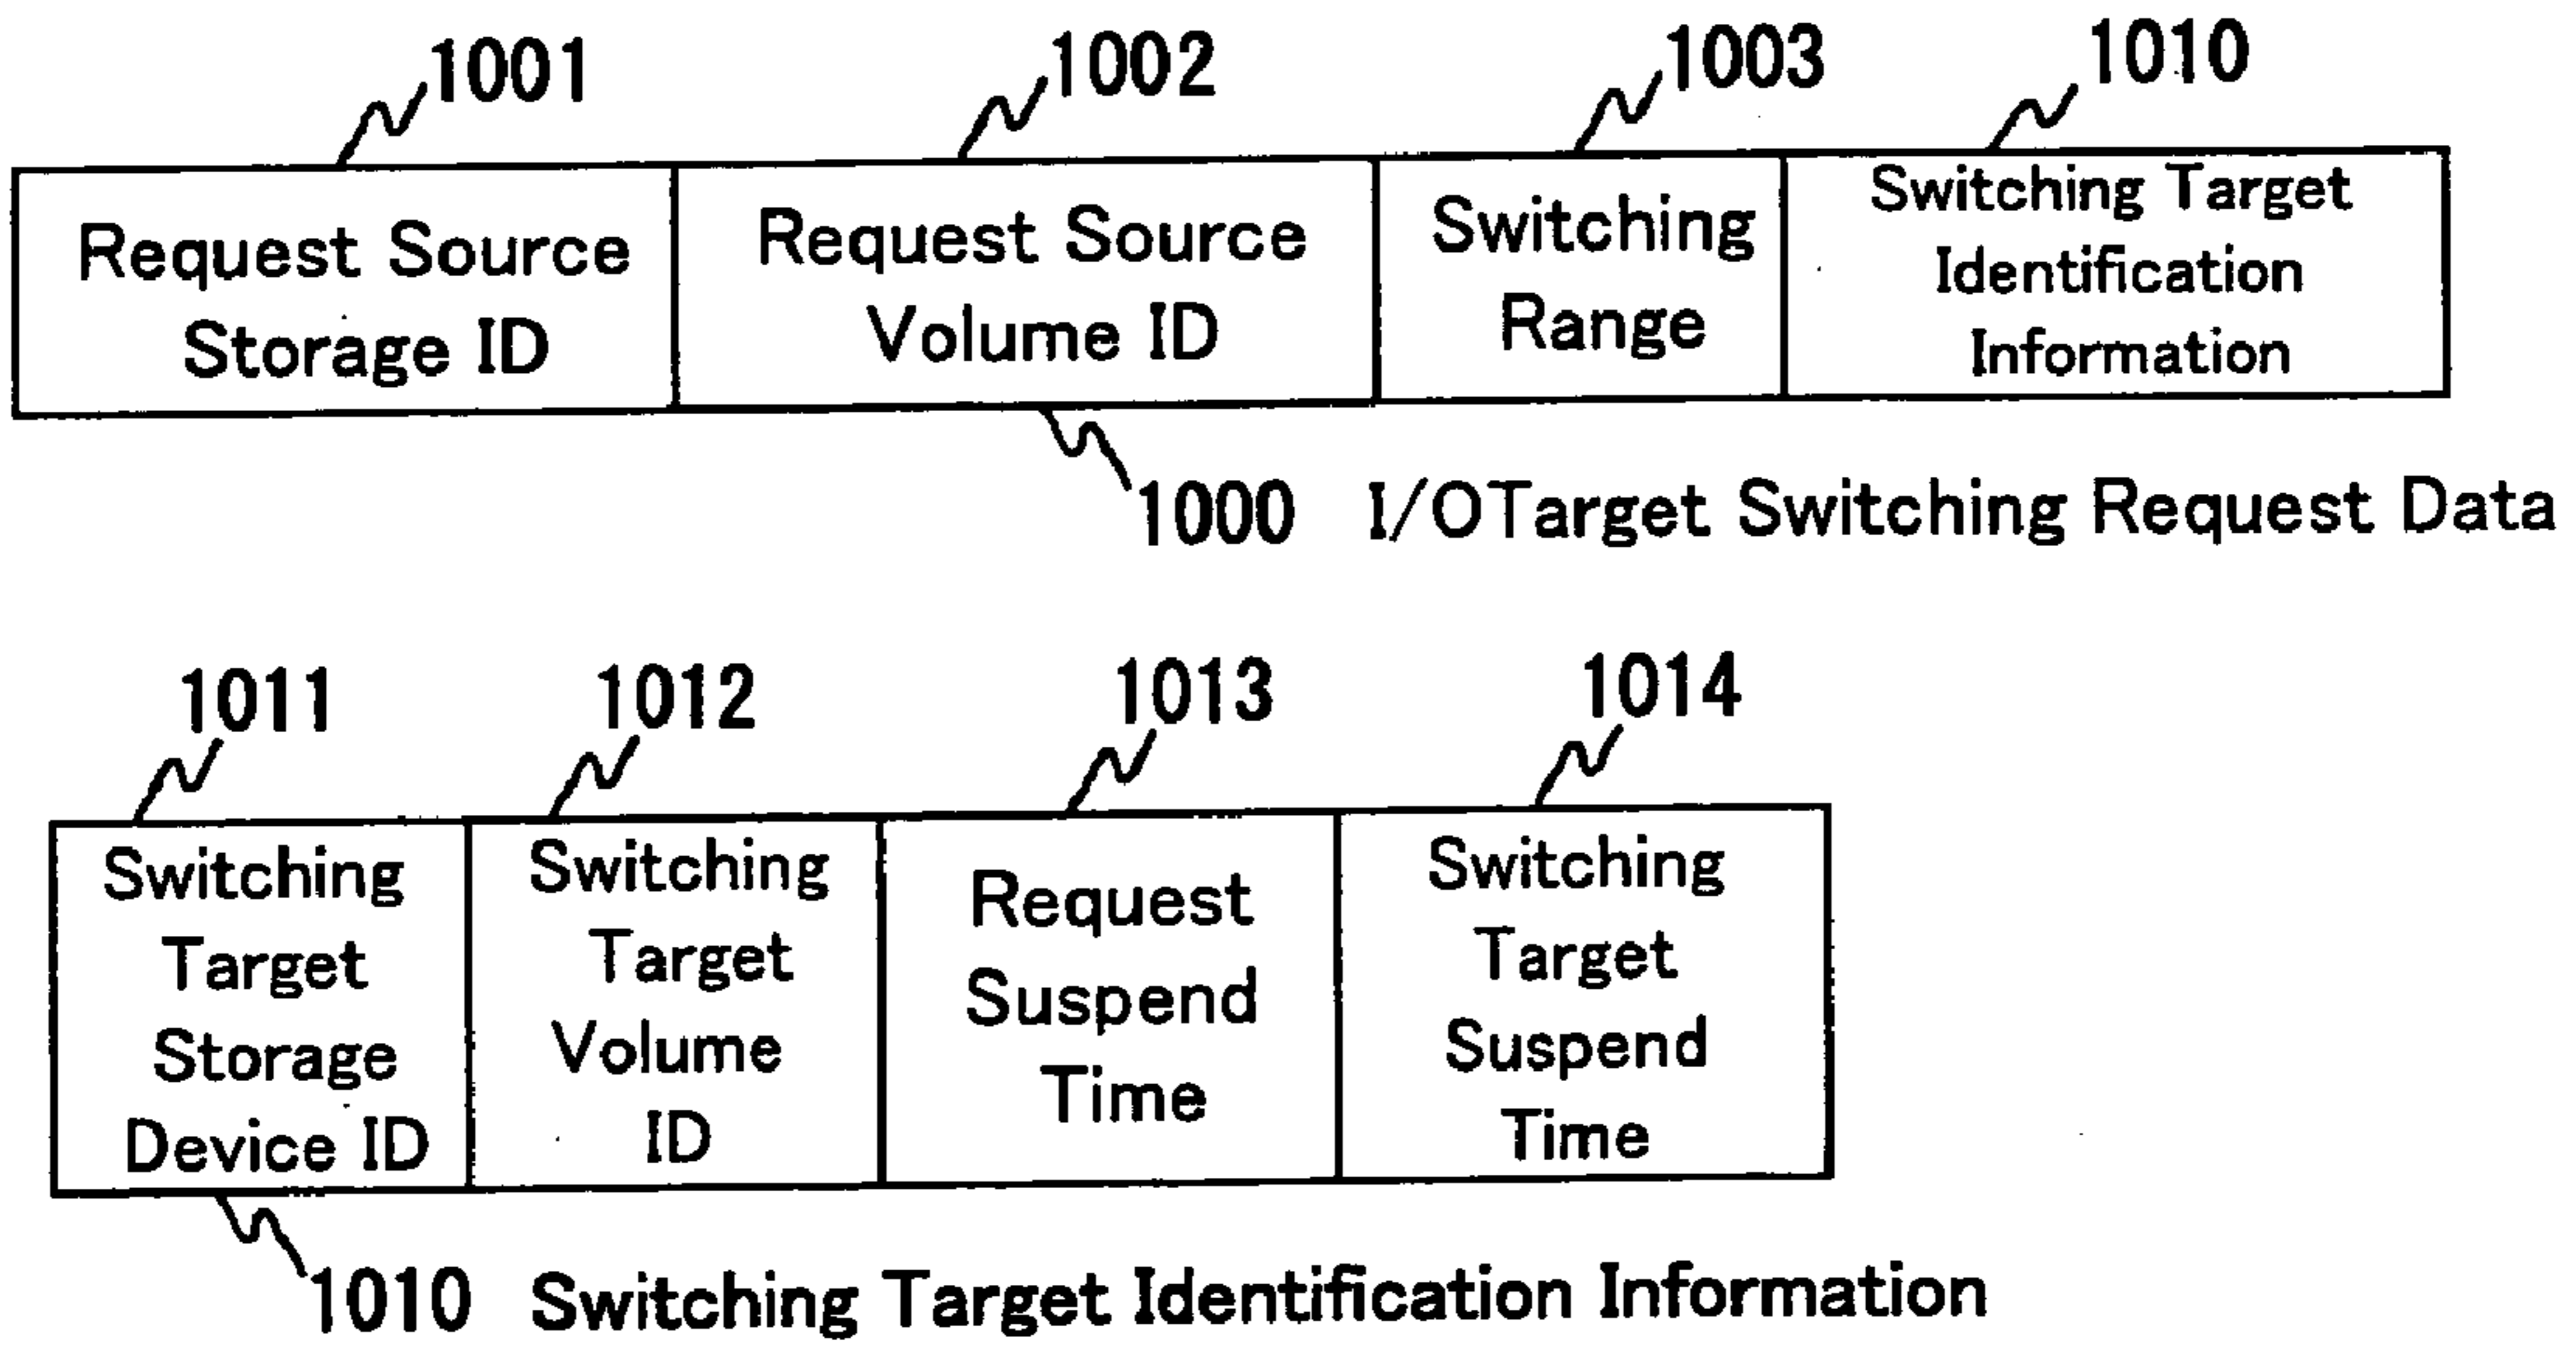 1001
1002
1003
1010
Request Source
Storage ID
Request Source
Volume ID
Switching
Range
Switching Target
Identification
Information
1000 I/OTarget Switching Request Data
1011
1012
1013
1014
Switching
Target
Storage
Device ID
Switching
Target
Volume
ID
Request
Suspend
Time
Switching
Target
Suspend
Time
1010 Switching Target Identification Information